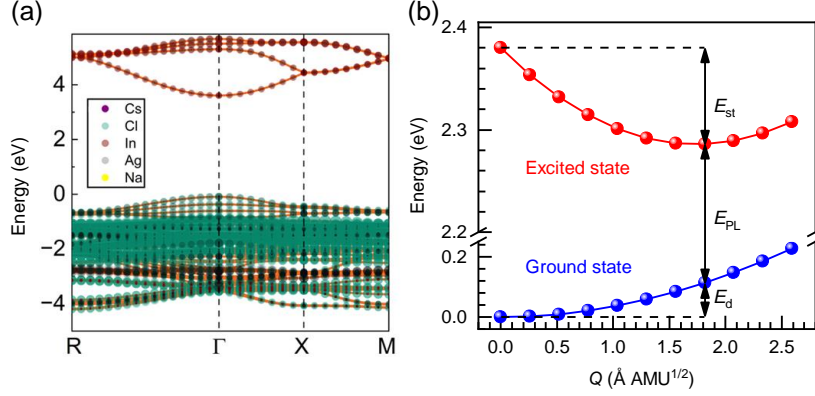 (a)
Energy (eV)
4
2
0
−2
−4
Cs
Cl
In
Ag
Na
R
Γ
X
M
(b)
Energy (eV)
2.4
2.3
2.2
0.2
0.0
Excited state
Ground state
E_st
E_PL
E_d
0.0 0.5 1.0 1.5 2.0 2.5
Q (Å AMU^1/2)